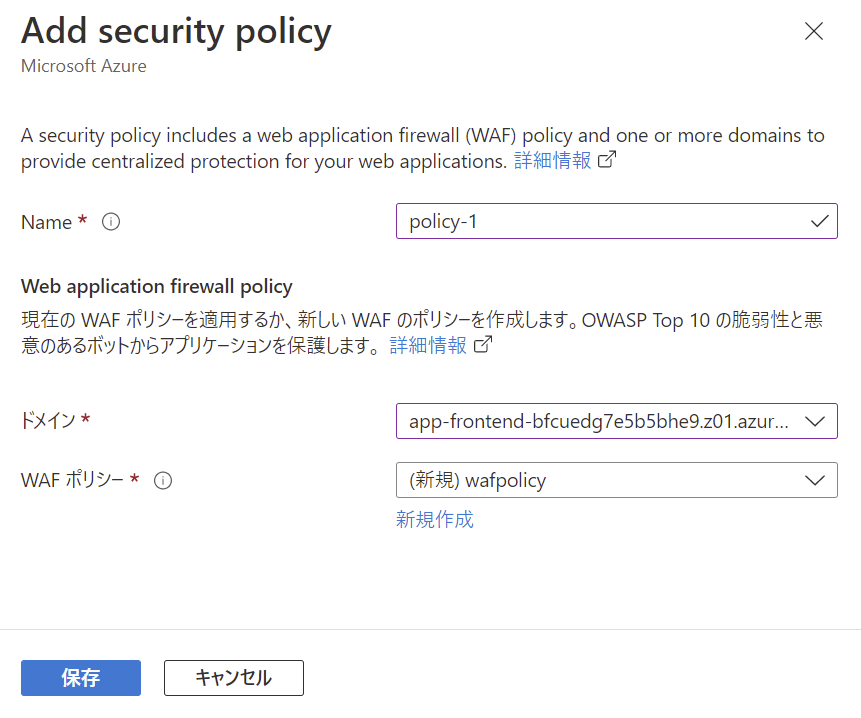 Add security policy
Microsoft Azure
A security policy includes a web application firewall (WAF) policy and one or more domains to
provide centralized protection for your web applications. 詳細情報
Name *
policy-1
Web application firewall policy
現在の WAF ポリシーを適用するか、新しい WAF のポリシーを作成します。OWASP Top 10 の脆弱性と悪
意のあるボットからアプリケーションを保護します。 詳細情報
ドメイン *
app-frontend-bfcuedg7e5b5bhe9.z01.azur...
WAF ポリシー *
(新規) wafpolicy
新規作成
保存
キャンセル